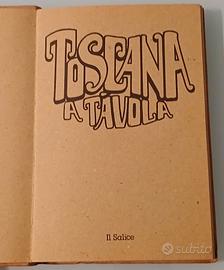 TOSCANA
A TAVOLA
Il Salice
subito